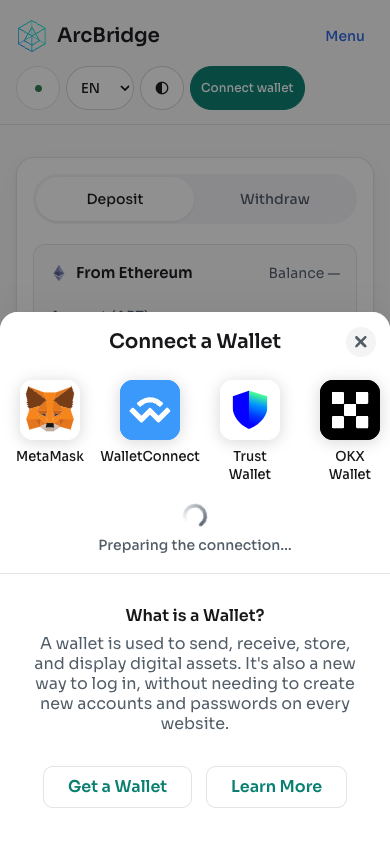 ArcBridge
Menu
EN
Connect wallet
Deposit
Withdraw
From Ethereum
Balance —
Connect a Wallet
MetaMask
WalletConnect
Trust
Wallet
OKX
Wallet
Preparing the connection...
What is a Wallet?
A wallet is used to send, receive, store,
and display digital assets. It's also a new
way to log in, without needing to create
new accounts and passwords on every
website.
Get a Wallet
Learn More